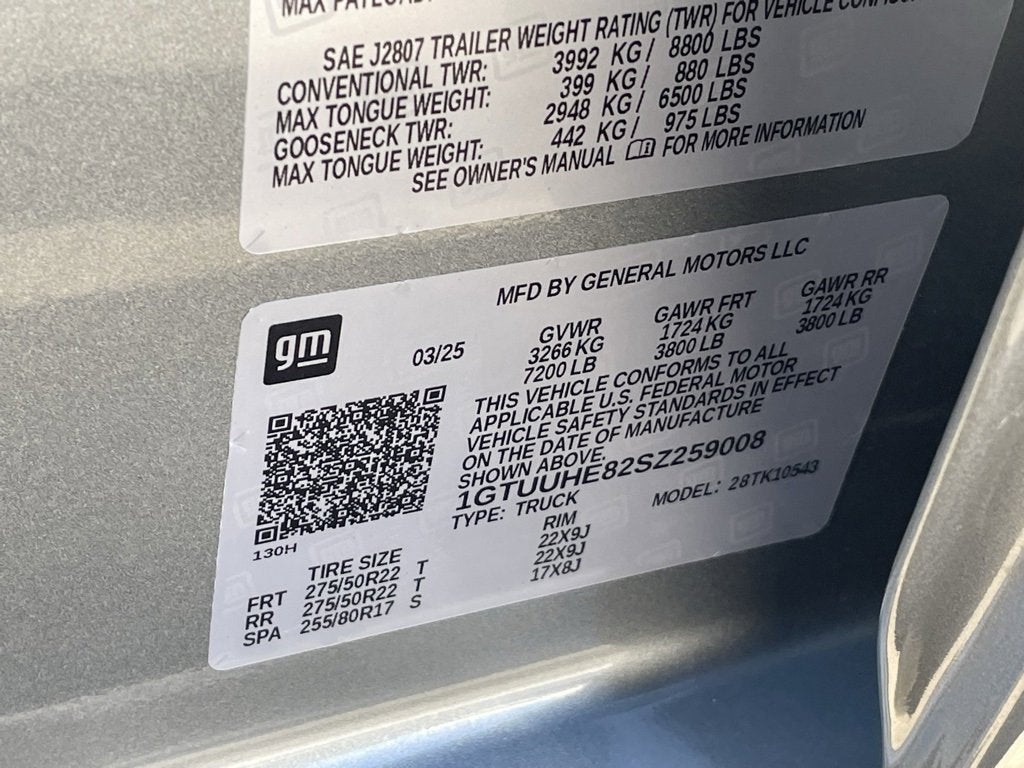 SAE J2807 TRAILER WEIGHT RATING (TWR) FOR VEHICLE
CONVENTIONAL TWR: 3992 KG/ 8800 LBS
MAX TONGUE WEIGHT: 399 KG/ 880 LBS
GOOSENECK TWR: 2948 KG/ 6500 LBS
MAX TONGUE WEIGHT: 442 KG/ 975 LBS
SEE OWNER'S MANUAL FOR MORE INFORMATION
MFD BY GENERAL MOTORS LLC
gm
03/25
GVWR GAWR FRT GAWR RR
3266 KG 1724 KG 1724 KG
7200 LB 3800 LB 3800 LB
THIS VEHICLE CONFORMS TO ALL
APPLICABLE U.S. FEDERAL MOTOR
VEHICLE SAFETY STANDARDS IN EFFECT
ON THE DATE OF MANUFACTURE
SHOWN ABOVE.
1GTUUHE82SZ259008
TYPE: TRUCK MODEL: 28TK10543
130H
TIRE SIZE RIM
FRT 275/50R22 T 22X9J
RR 275/50R22 T 22X9J
SPA 255/80R17 S 17X8J